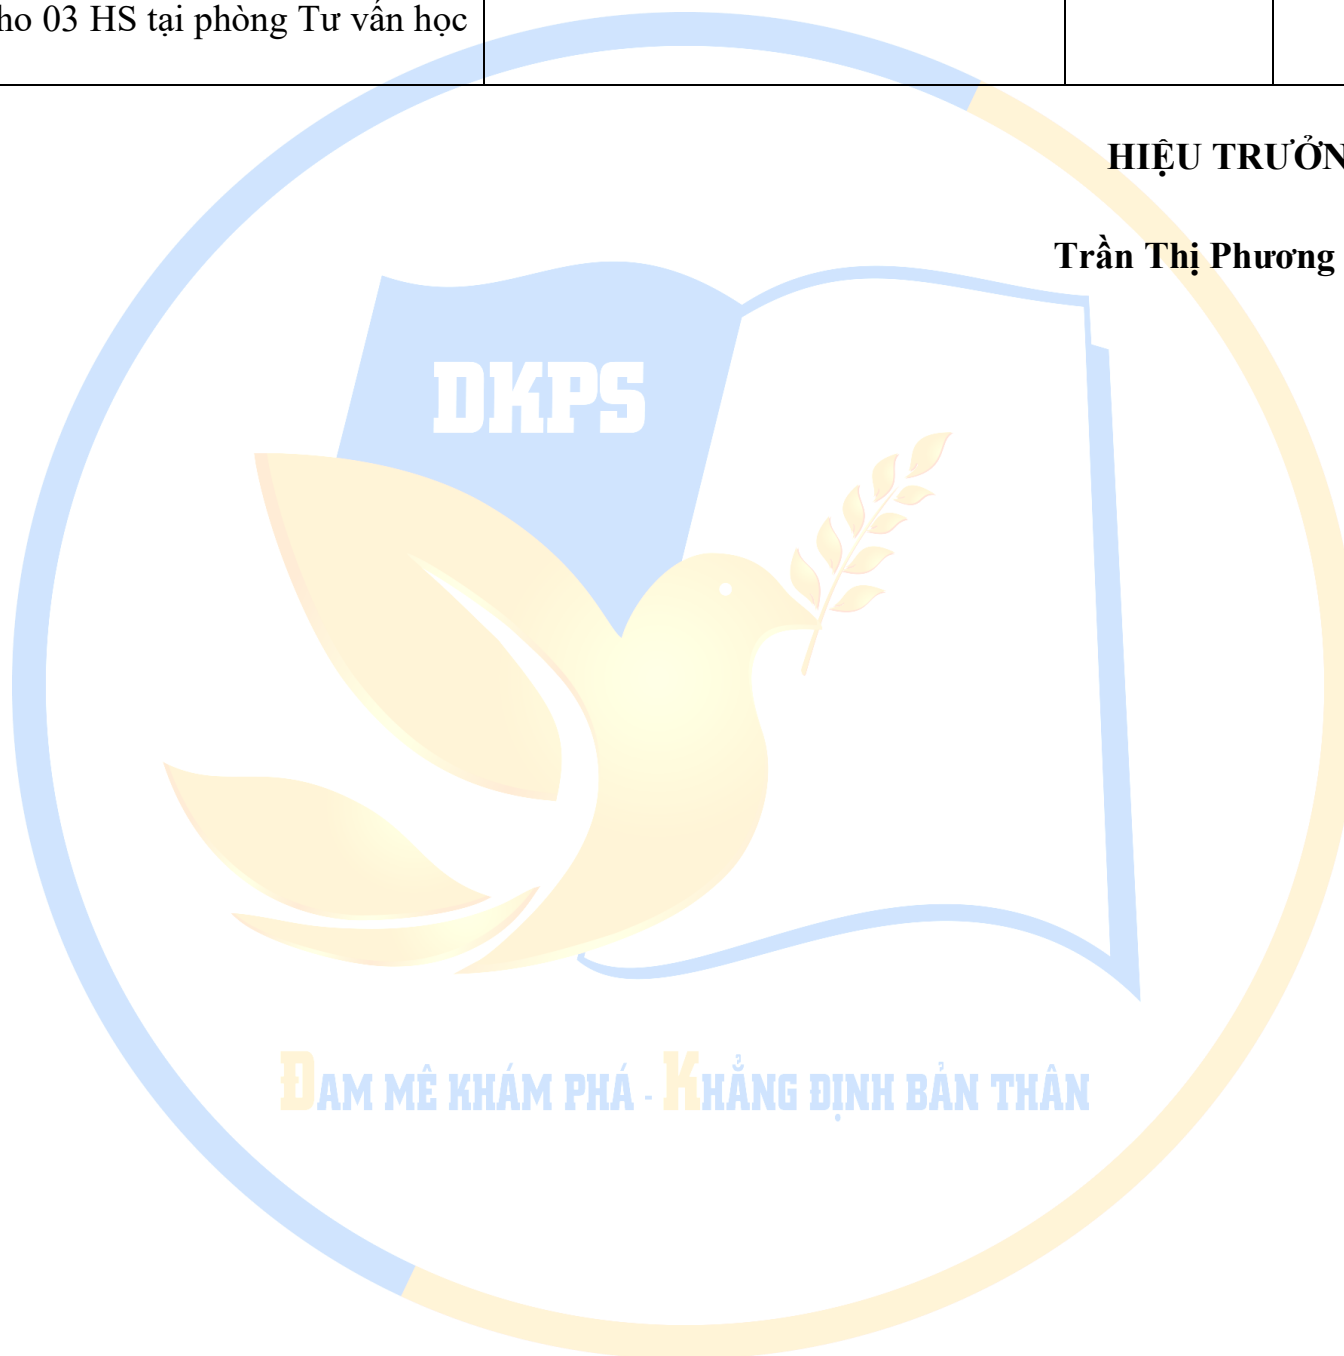 ho 03 HS tại phòng Tư vấn học
HIỆU TRƯỞN
Trần Thị Phương
DKPS
ĐAM MÊ KHÁM PHÁ - KHẲNG ĐỊNH BẢN THÂN